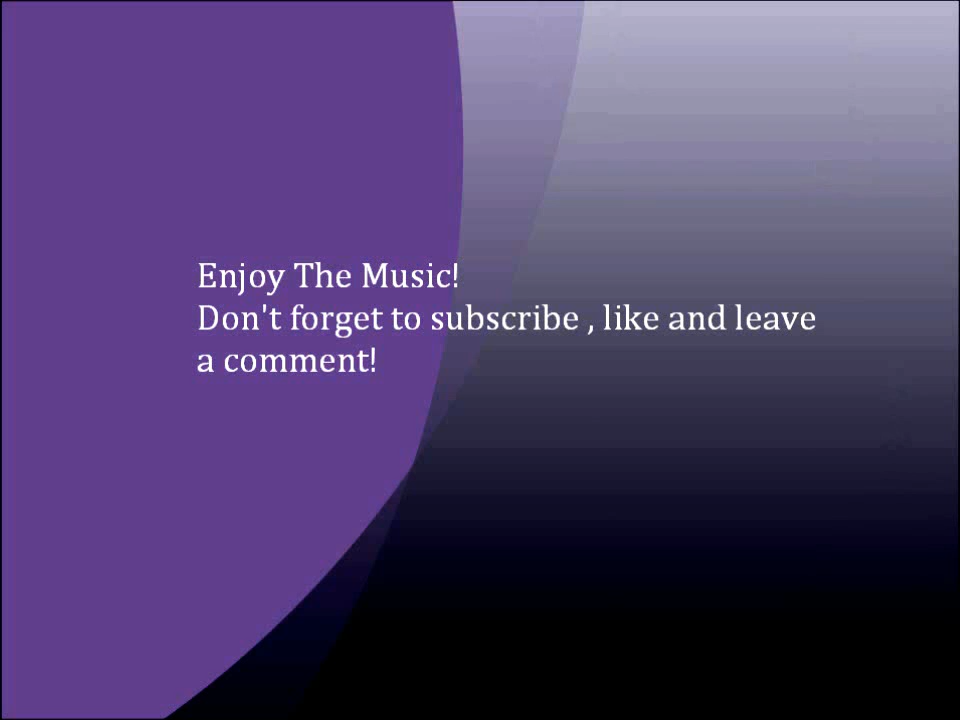 Enjoy The Music!
Don't forget to subscribe , like and leave
a comment!